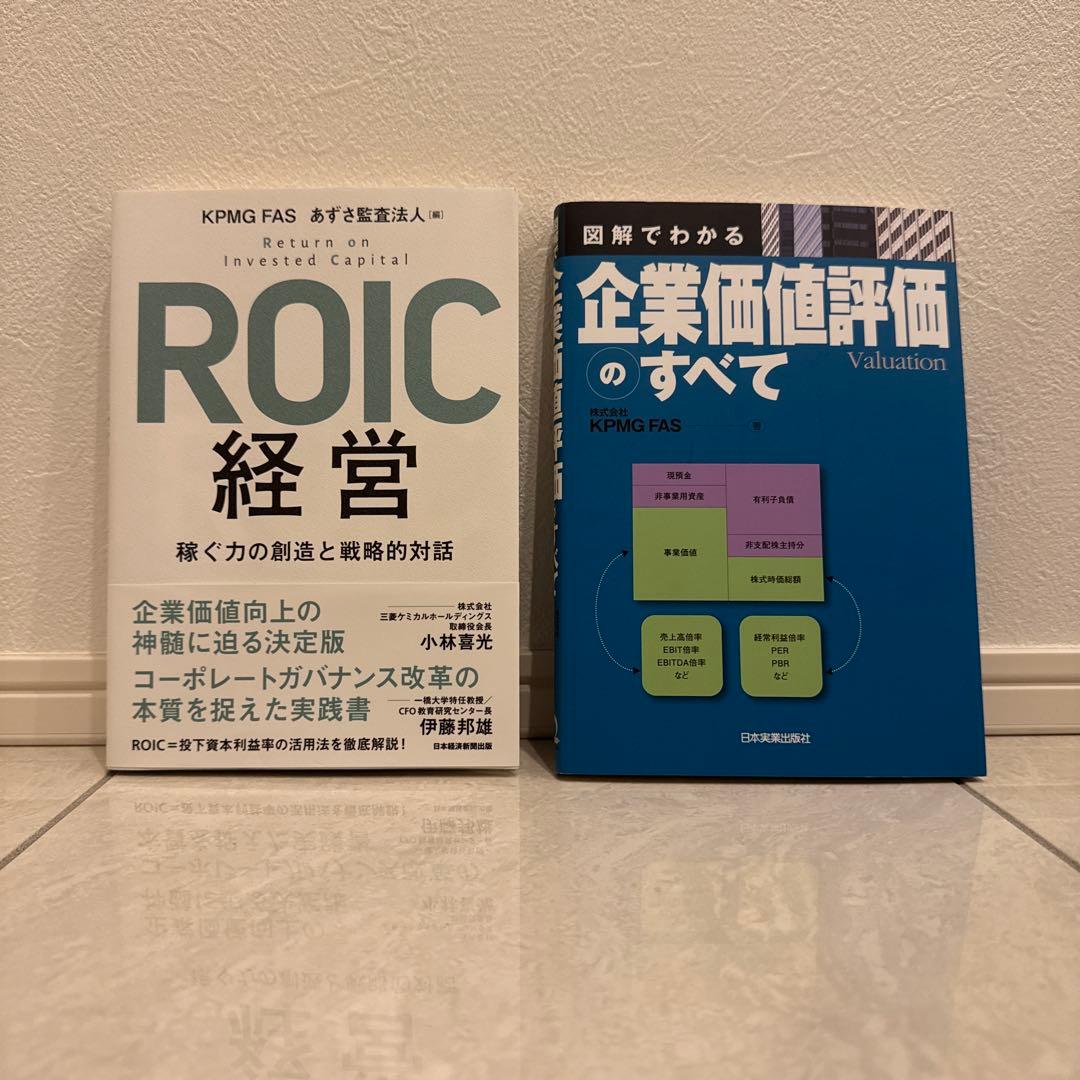 KPMG FAS あずさ監査法人[編]
Return on
Invested Capital
ROIC
経営
稼ぐ力の創造と戦略的対話
企業価値向上の
神髄に迫る決定版
株式会社
三菱ケミカルホールディングス
取締役会長
小林喜光
コーポレートガバナンス改革の
本質を捉えた実践書
一橋大学特任教授/
CFO教育研究センター長
伊藤邦雄
ROIC=投下資本利益率の活用法を徹底解説!
日本経済新聞出版
図解でわかる
企業価値評価
のすべて
Valuation
株式会社
KPMG FAS 著
現預金
非事業用資産
事業価値
有利子負債
非支配株主持分
株式時価総額
売上高倍率
EBIT倍率
EBITDA倍率
など
経常利益倍率
PER
PBR
など
日本実業出版社